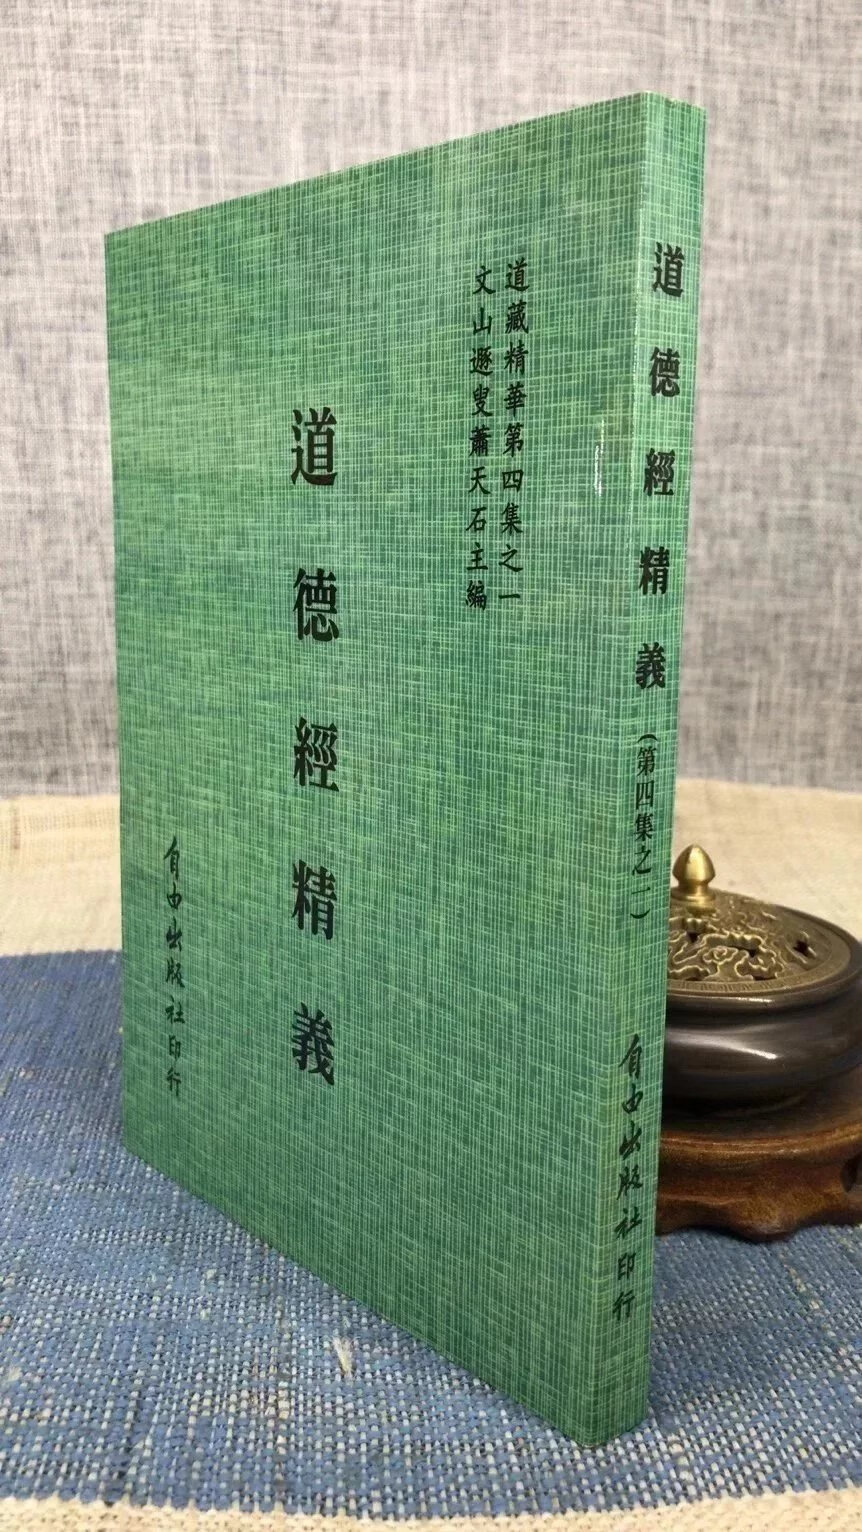 道藏精華第四集之一
文山遯叟蕭天石主編
道德經精義
自由出版社印行
道德經精義(第四集之一)
自由出版社印行